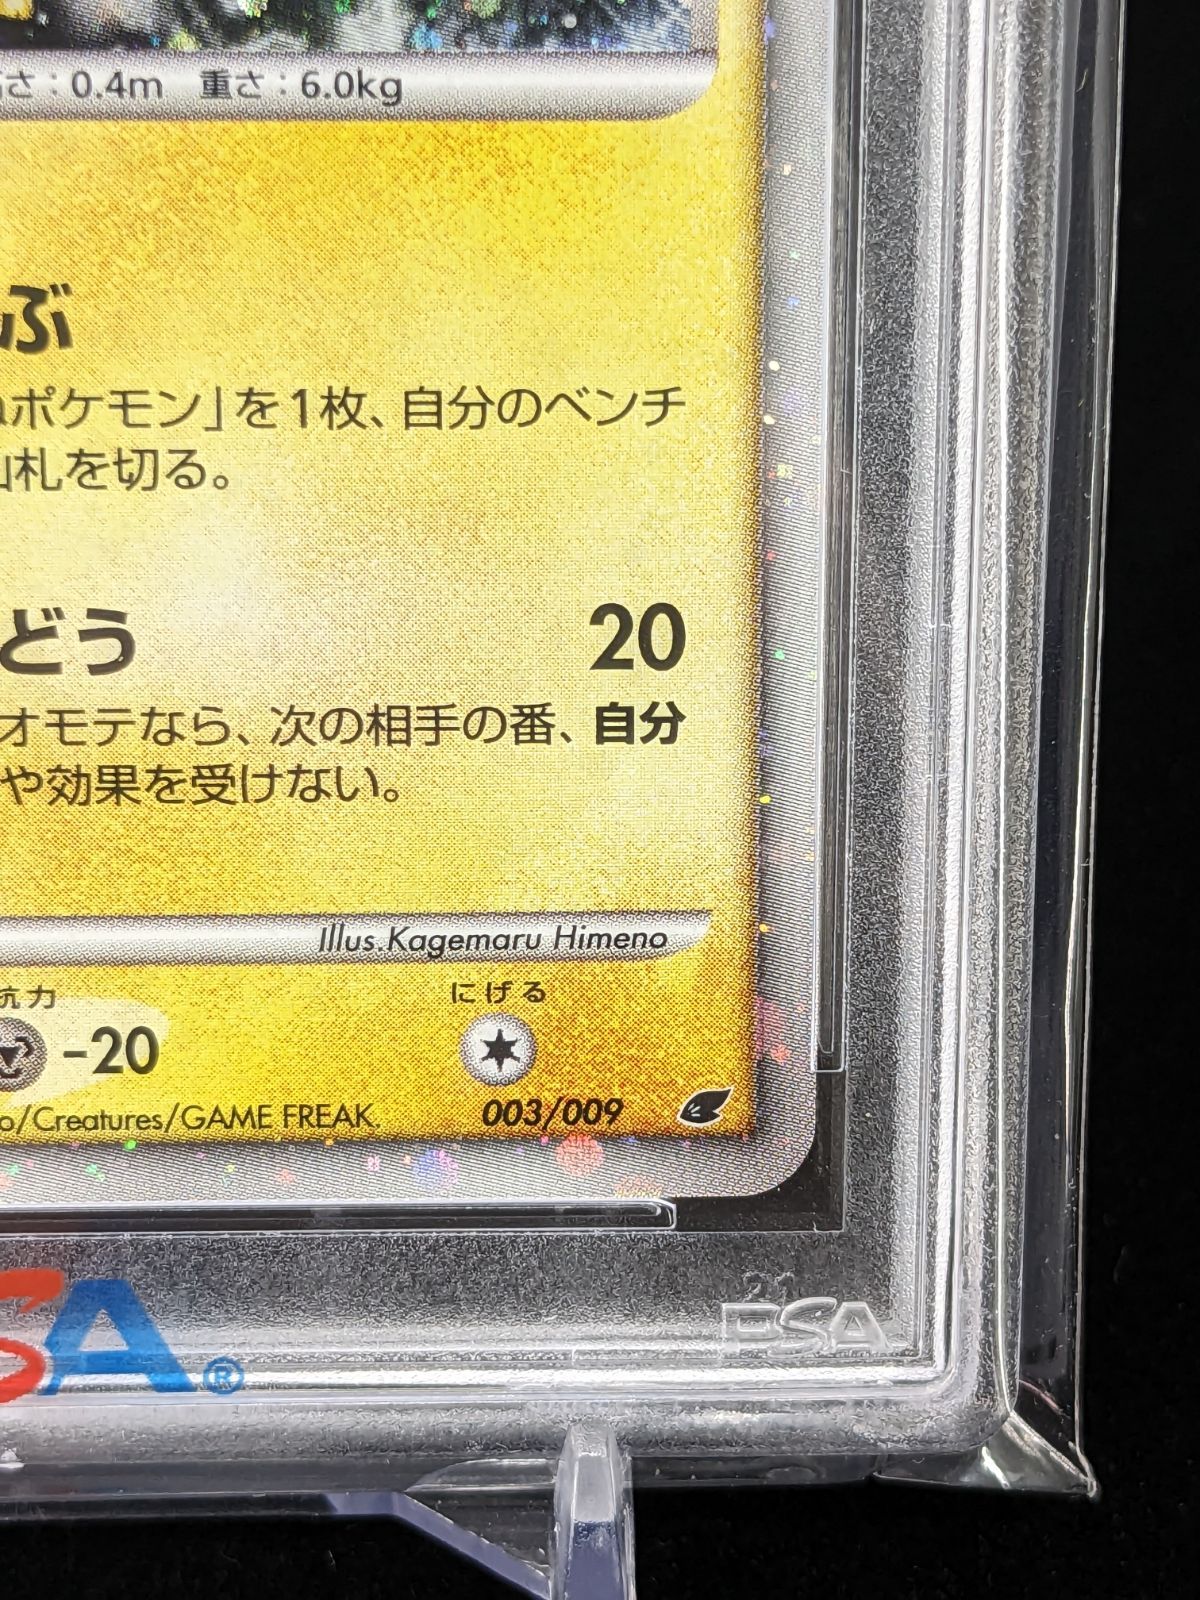 さ：0.4m 重さ：6.0kg
ぶ
ポケモン」を1枚、自分のベンチ
札を切る。
どう 20
オモテなら、次の相手の番、自分
や効果を受けない。
Illus.Kagemaru Himeno
抗力 にげる
-20
o/Creatures/GAME FREAK. 003/009
SA®
PSA